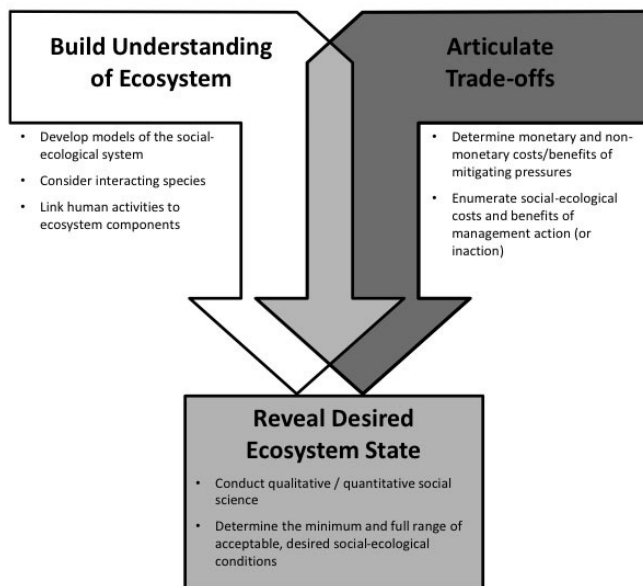 Build Understanding
of Ecosystem
• Develop models of the social-
ecological system
• Consider interacting species
• Link human activities to
ecosystem components
Articulate
Trade-offs
• Determine monetary and non-
monetary costs/benefits of
mitigating pressures
• Enumerate social-ecological
costs and benefits of
management action (or
inaction)
Reveal Desired
Ecosystem State
• Conduct qualitative / quantitative social
science
• Determine the minimum and full range of
acceptable, desired social-ecological
conditions